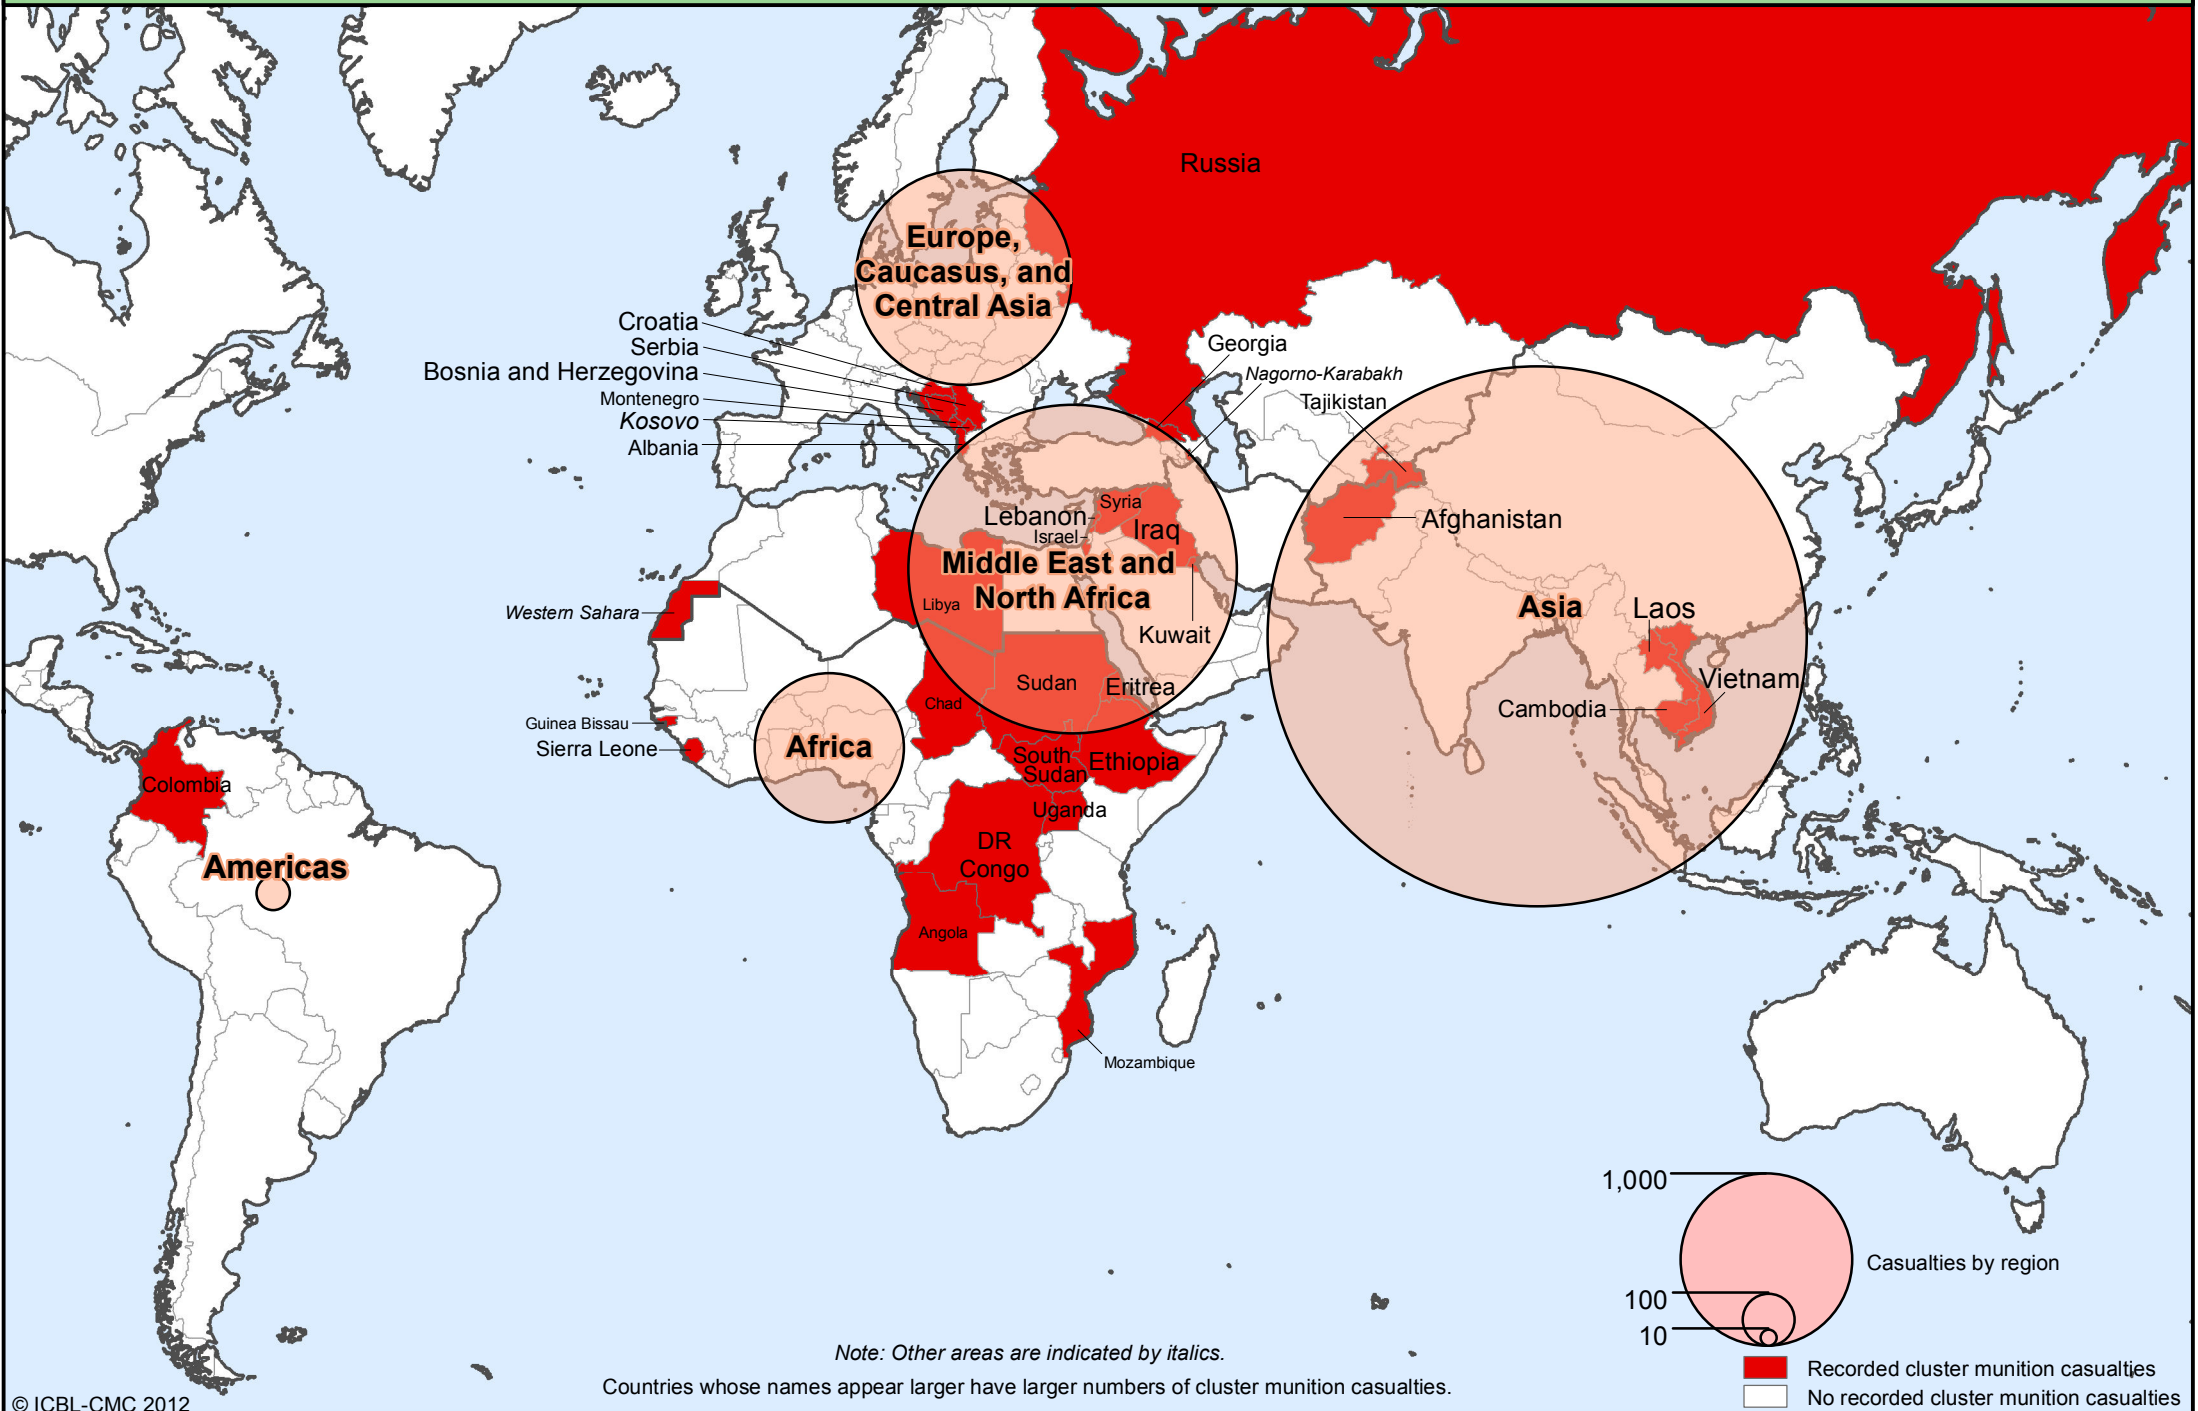 Russia
Europe,
Caucasus, and
Central Asia
Croatia
Serbia
Bosnia and Herzegovina
Montenegro
Kosovo
Albania
Georgia
Nagorno-Karabakh
Tajikistan
Syria
Lebanon
Iraq
Israel
Afghanistan
Middle East and
North Africa
Libya
Kuwait
Western Sahara
Asia
Laos
Vietnam
Cambodia
Sudan
Eritrea
Chad
Guinea Bissau
Sierra Leone
Africa
South
Sudan
Ethiopia
Colombia
Uganda
DR
Congo
Americas
Angola
Mozambique
1,000
100
10
Casualties by region
Note: Other areas are indicated by italics.
Countries whose names appear larger have larger numbers of cluster munition casualties.
Recorded cluster munition casualties
No recorded cluster munition casualties
© ICBL-CMC 2012